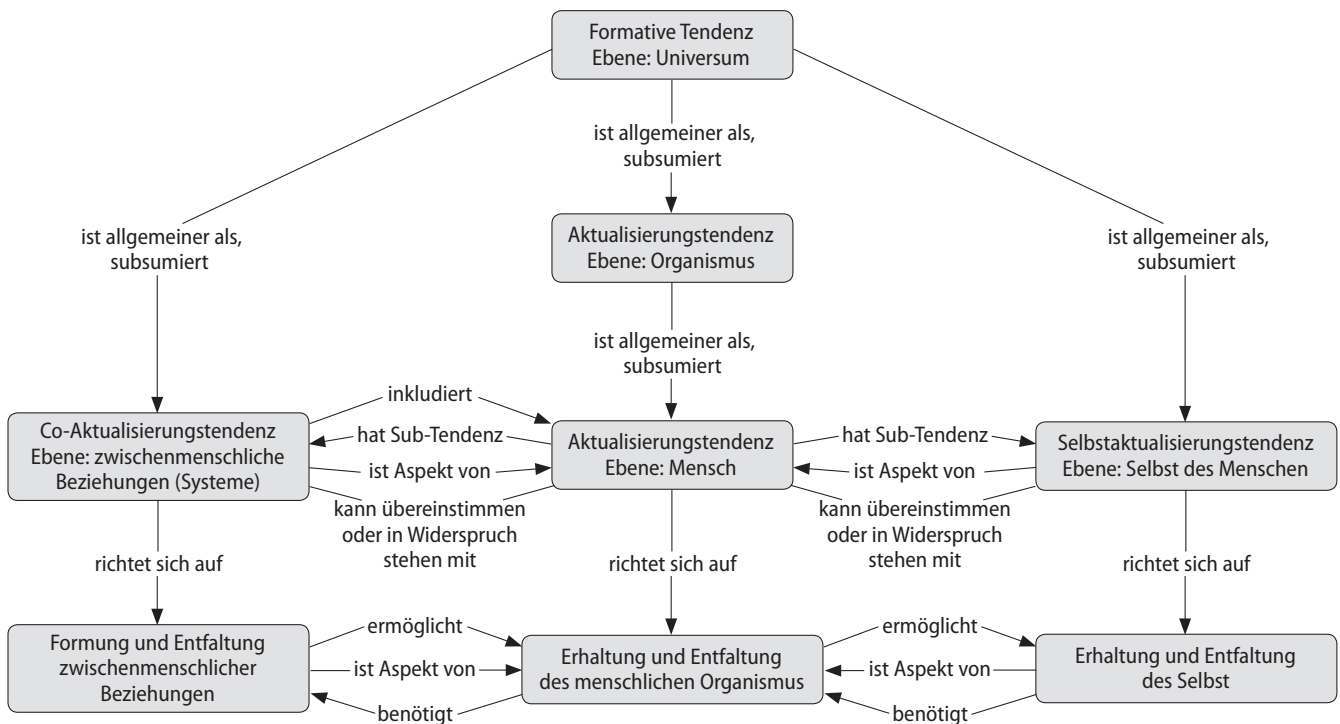 Formative Tendenz
Ebene: Universum
ist allgemeiner als,
subsumiert
ist allgemeiner als,
subsumiert
Aktualisierungstendenz
Ebene: Organismus
ist allgemeiner als,
subsumiert
ist allgemeiner als,
subsumiert
Co-Aktualisierungstendenz
Ebene: zwischenmenschliche
Beziehungen (Systeme)
inkludiert
hat Sub-Tendenz
ist Aspekt von
kann übereinstimmen
oder in Widerspruch
stehen mit
Aktualisierungstendenz
Ebene: Mensch
hat Sub-Tendenz
ist Aspekt von
kann übereinstimmen
oder in Widerspruch
stehen mit
Selbstaktualisierungstendenz
Ebene: Selbst des Menschen
richtet sich auf
richtet sich auf
richtet sich auf
Formung und Entfaltung
zwischenmenschlicher
Beziehungen
ermöglicht
ist Aspekt von
benötigt
Erhaltung und Entfaltung
des menschlichen Organismus
ermöglicht
ist Aspekt von
benötigt
Erhaltung und Entfaltung
des Selbst